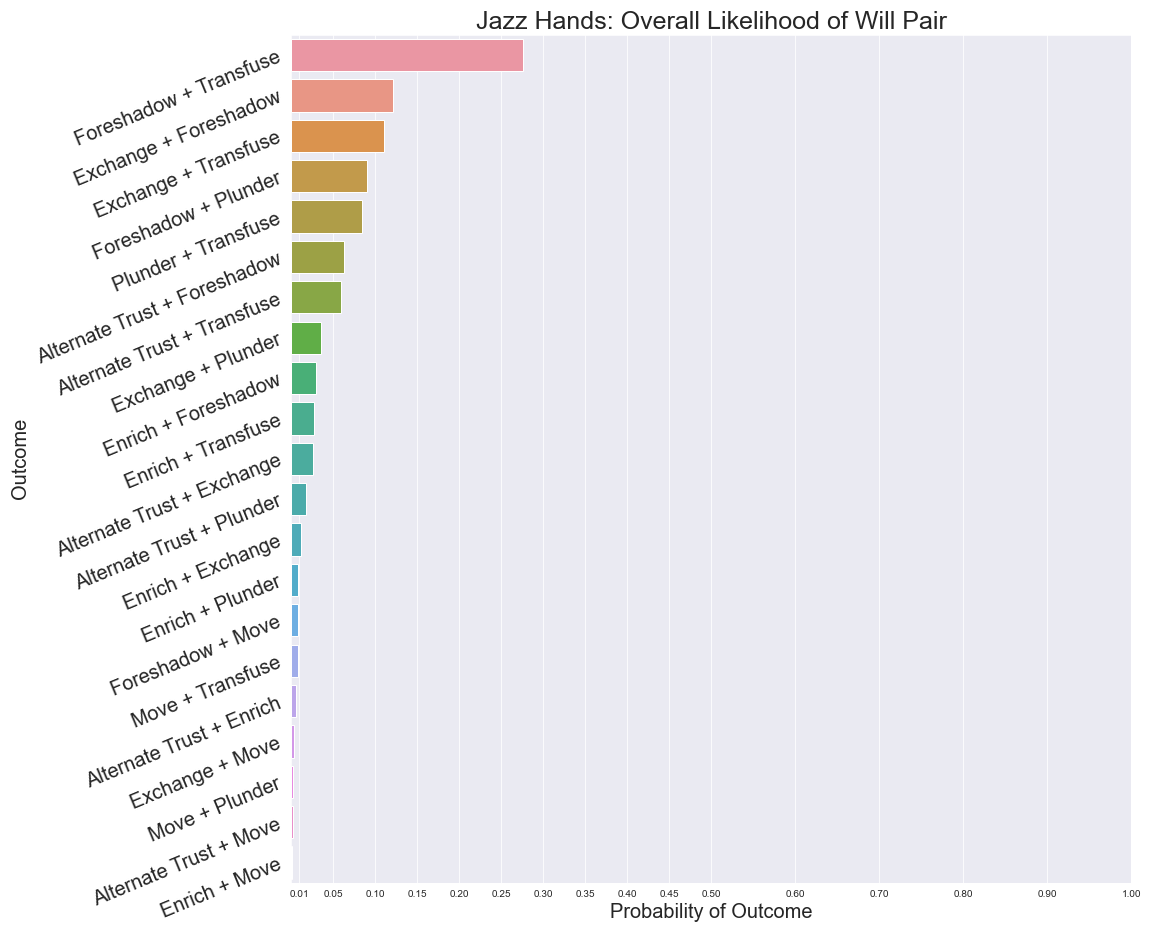 Jazz Hands: Overall Likelihood of Will Pair
Foreshadow + Transfuse
Exchange + Foreshadow
Exchange + Transfuse
Foreshadow + Plunder
Plunder + Transfuse
Alternate Trust + Foreshadow
Alternate Trust + Transfuse
Exchange + Plunder
Enrich + Foreshadow
Enrich + Transfuse
Alternate Trust + Exchange
Alternate Trust + Plunder
Enrich + Exchange
Enrich + Plunder
Foreshadow + Move
Move + Transfuse
Alternate Trust + Enrich
Exchange + Move
Move + Plunder
Alternate Trust + Move
Enrich + Move
Outcome
0.01 0.05 0.10 0.15 0.20 0.25 0.30 0.35 0.40 0.45 0.50 0.60 0.70 0.80 0.90 1.00
Probability of Outcome